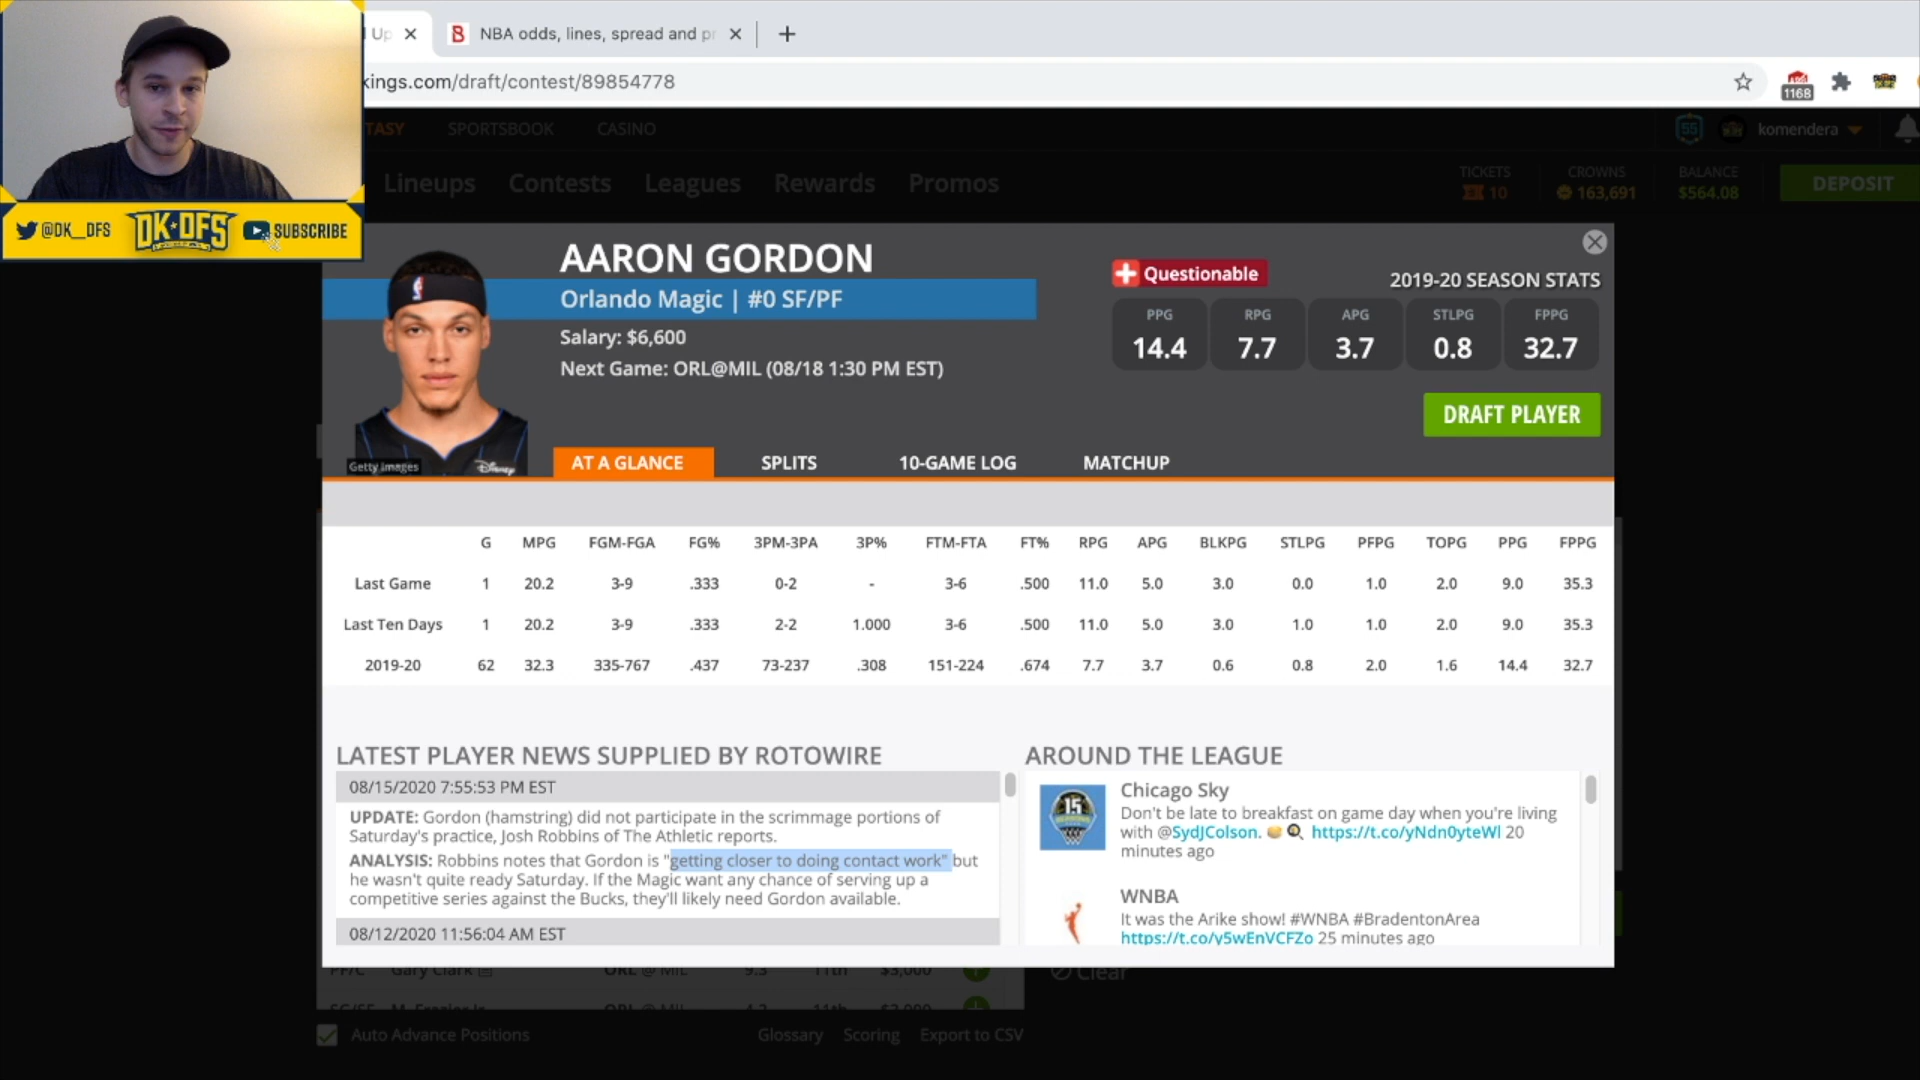 Up
NBA odds, lines, spread and pr
kings.com/draft/contest/89854778
1168
TASY SPORTSBOOK CASINO
55 komendera
Lineups Contests Leagues Rewards Promos
TICKETS 10
CROWNS 163,691
BALANCE $564.08
DEPOSIT
@DK__DFS DK DFS SUBSCRIBE
AARON GORDON
Orlando Magic | #0 SF/PF
Salary: $6,600
Next Game: ORL@MIL (08/18 1:30 PM EST)
Questionable
2019-20 SEASON STATS
PPG RPG APG STLPG FPPG
14.4 7.7 3.7 0.8 32.7
DRAFT PLAYER
Getty Images
Disney
AT A GLANCE SPLITS 10-GAME LOG MATCHUP
G MPG FGM-FGA FG% 3PM-3PA 3P% FTM-FTA FT% RPG APG BLKPG STLPG PFPG TOPG PPG FPPG
Last Game 1 20.2 3-9 .333 0-2 - 3-6 .500 11.0 5.0 3.0 0.0 1.0 2.0 9.0 35.3
Last Ten Days 1 20.2 3-9 .333 2-2 1.000 3-6 .500 11.0 5.0 3.0 1.0 1.0 2.0 9.0 35.3
2019-20 62 32.3 335-767 .437 73-237 .308 151-224 .674 7.7 3.7 0.6 0.8 2.0 1.6 14.4 32.7
LATEST PLAYER NEWS SUPPLIED BY ROTOWIRE
08/15/2020 7:55:53 PM EST
UPDATE: Gordon (hamstring) did not participate in the scrimmage portions of
Saturday's practice, Josh Robbins of The Athletic reports.
ANALYSIS: Robbins notes that Gordon is "getting closer to doing contact work" but
he wasn't quite ready Saturday. If the Magic want any chance of serving up a
competitive series against the Bucks, they'll likely need Gordon available.
08/12/2020 11:56:04 AM EST
AROUND THE LEAGUE
15
Chicago Sky
Don't be late to breakfast on game day when you're living
with @SydJColson. https://t.co/yNdn0yteWl 20
minutes ago
WNBA
It was the Arike show! #WNBA #BradentonArea
https://t.co/y5wEnVCFZo 25 minutes ago
PF/C Gary Clark ORL @ MIL 9.3 11th $3,000
Clear
Auto Advance Positions
Glossary Scoring Export to CSV